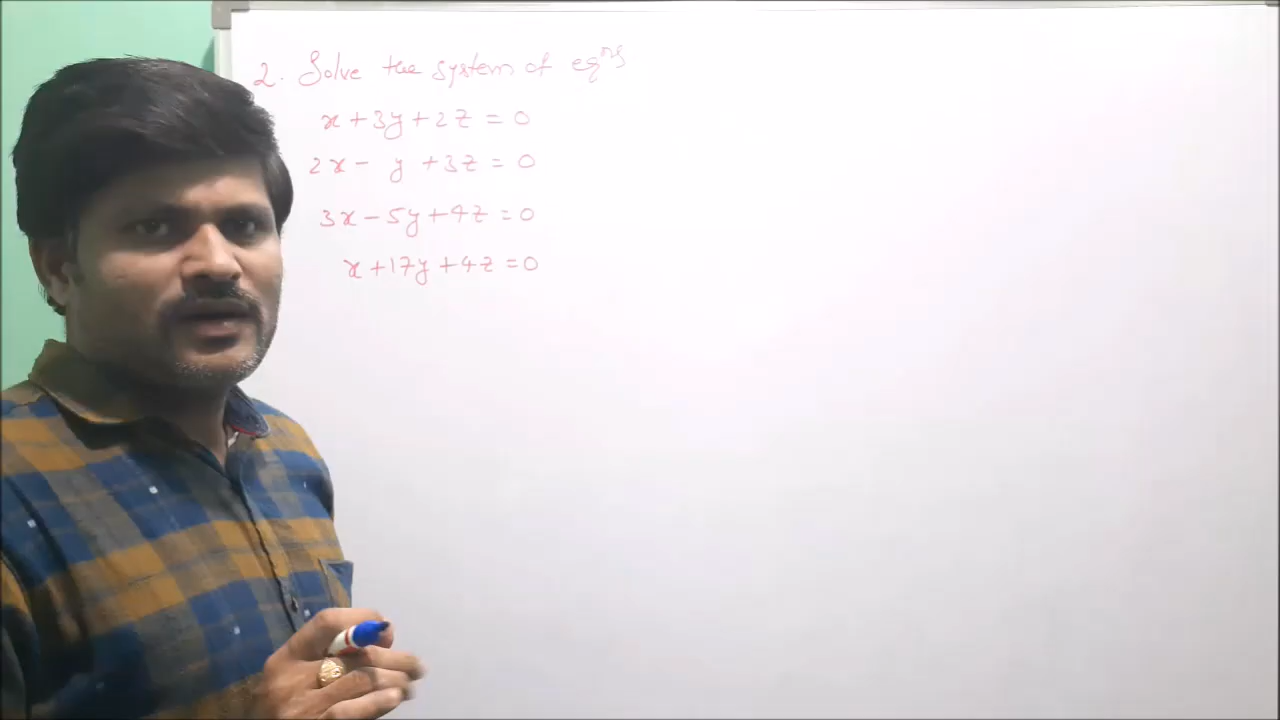 2. Solve the system of eqns
x + 3y + 2z = 0
2x - y + 3z = 0
3x - 5y + 4z = 0
x + 17y + 4z = 0